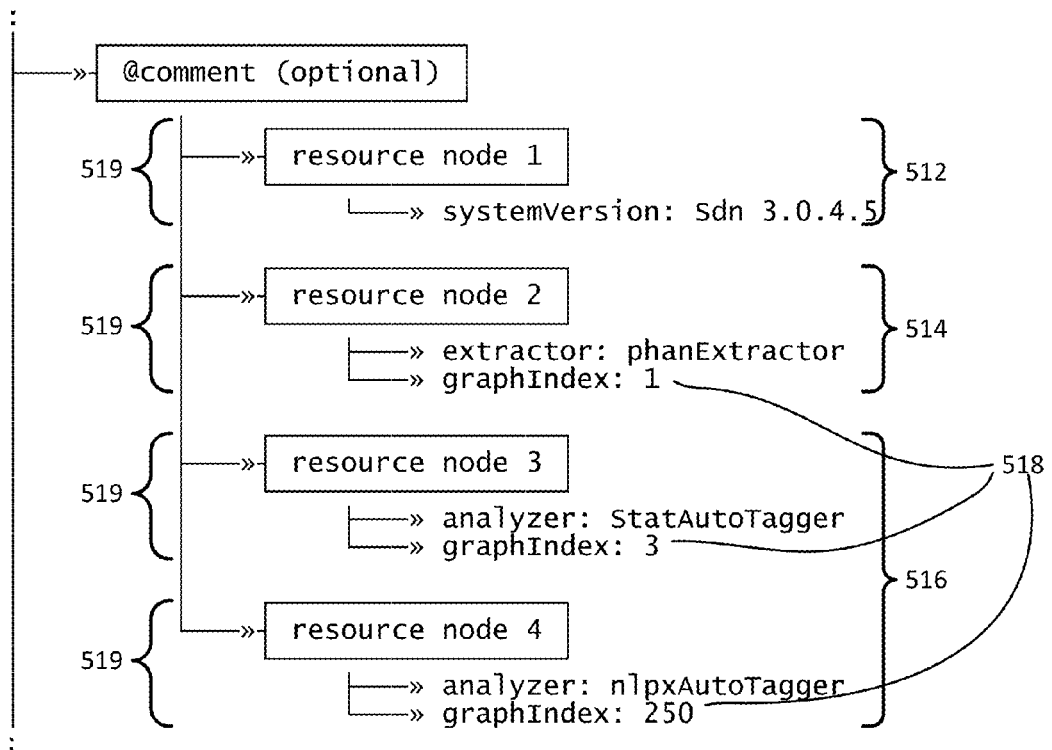 @comment (optional)
519
resource node 1
512
systemVersion: Sdn 3.0.4.5
519
resource node 2
514
extractor: phanExtractor
graphIndex: 1
519
resource node 3
518
analyzer: StatAutoTagger
graphIndex: 3
516
519
resource node 4
analyzer: nlpxAutoTagger
graphIndex: 250